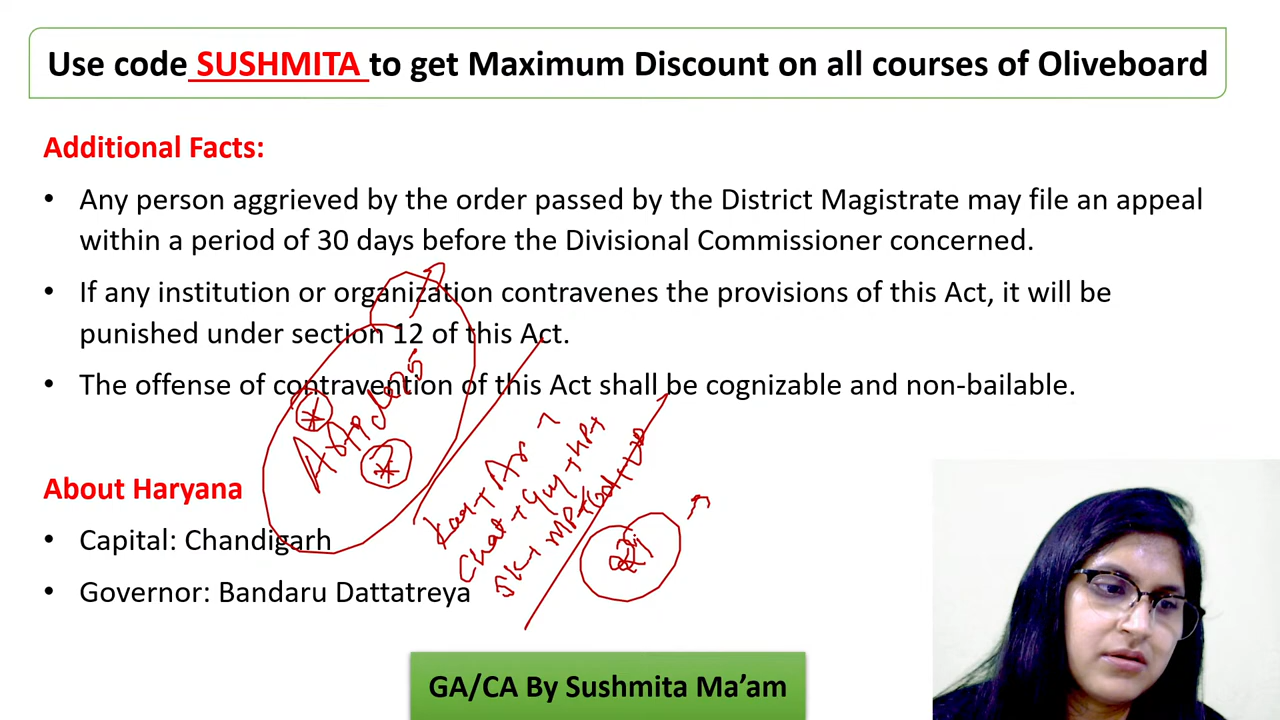 Use code SUSHMITA to get Maximum Discount on all courses of Oliveboard
Additional Facts:
• Any person aggrieved by the order passed by the District Magistrate may file an appeal
within a period of 30 days before the Divisional Commissioner concerned.
• If any institution or organization contravenes the provisions of this Act, it will be
punished under section 12 of this Act.
• The offense of contravention of this Act shall be cognizable and non-bailable.
About Haryana
• Capital: Chandigarh
• Governor: Bandaru Dattatreya
Chat + Guj + HP +
GA/CA By Sushmita Ma’am